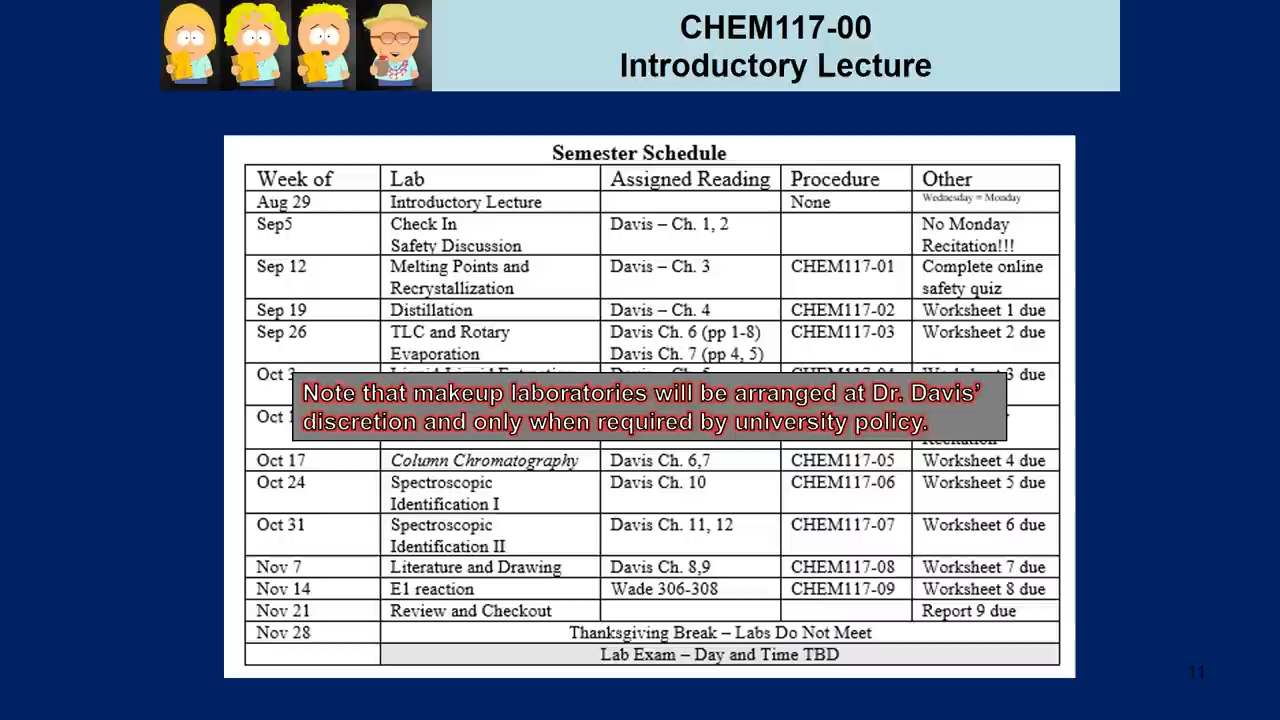 CHEM117-00
Introductory Lecture
Semester Schedule
Week of Lab Assigned Reading Procedure Other
Aug 29 Introductory Lecture None Wednesday = Monday
Sep5 Check In Davis – Ch. 1, 2 No Monday
Safety Discussion Recitation!!!
Sep 12 Melting Points and Davis – Ch. 3 CHEM117-01 Complete online
Recrystallization safety quiz
Sep 19 Distillation Davis – Ch. 4 CHEM117-02 Worksheet 1 due
Sep 26 TLC and Rotary Davis Ch. 6 (pp 1-8) CHEM117-03 Worksheet 2 due
Evaporation Davis Ch. 7 (pp 4, 5)
Oct 3 due
Note that makeup laboratories will be arranged at Dr. Davis'
discretion and only when required by university policy.
Oct
Recitation
Oct 17 Column Chromatography Davis Ch. 6,7 CHEM117-05 Worksheet 4 due
Oct 24 Spectroscopic Davis Ch. 10 CHEM117-06 Worksheet 5 due
Identification I
Oct 31 Spectroscopic Davis Ch. 11, 12 CHEM117-07 Worksheet 6 due
Identification II
Nov 7 Literature and Drawing Davis Ch. 8,9 CHEM117-08 Worksheet 7 due
Nov 14 E1 reaction Wade 306-308 CHEM117-09 Worksheet 8 due
Nov 21 Review and Checkout Report 9 due
Nov 28 Thanksgiving Break – Labs Do Not Meet
Lab Exam – Day and Time TBD
11